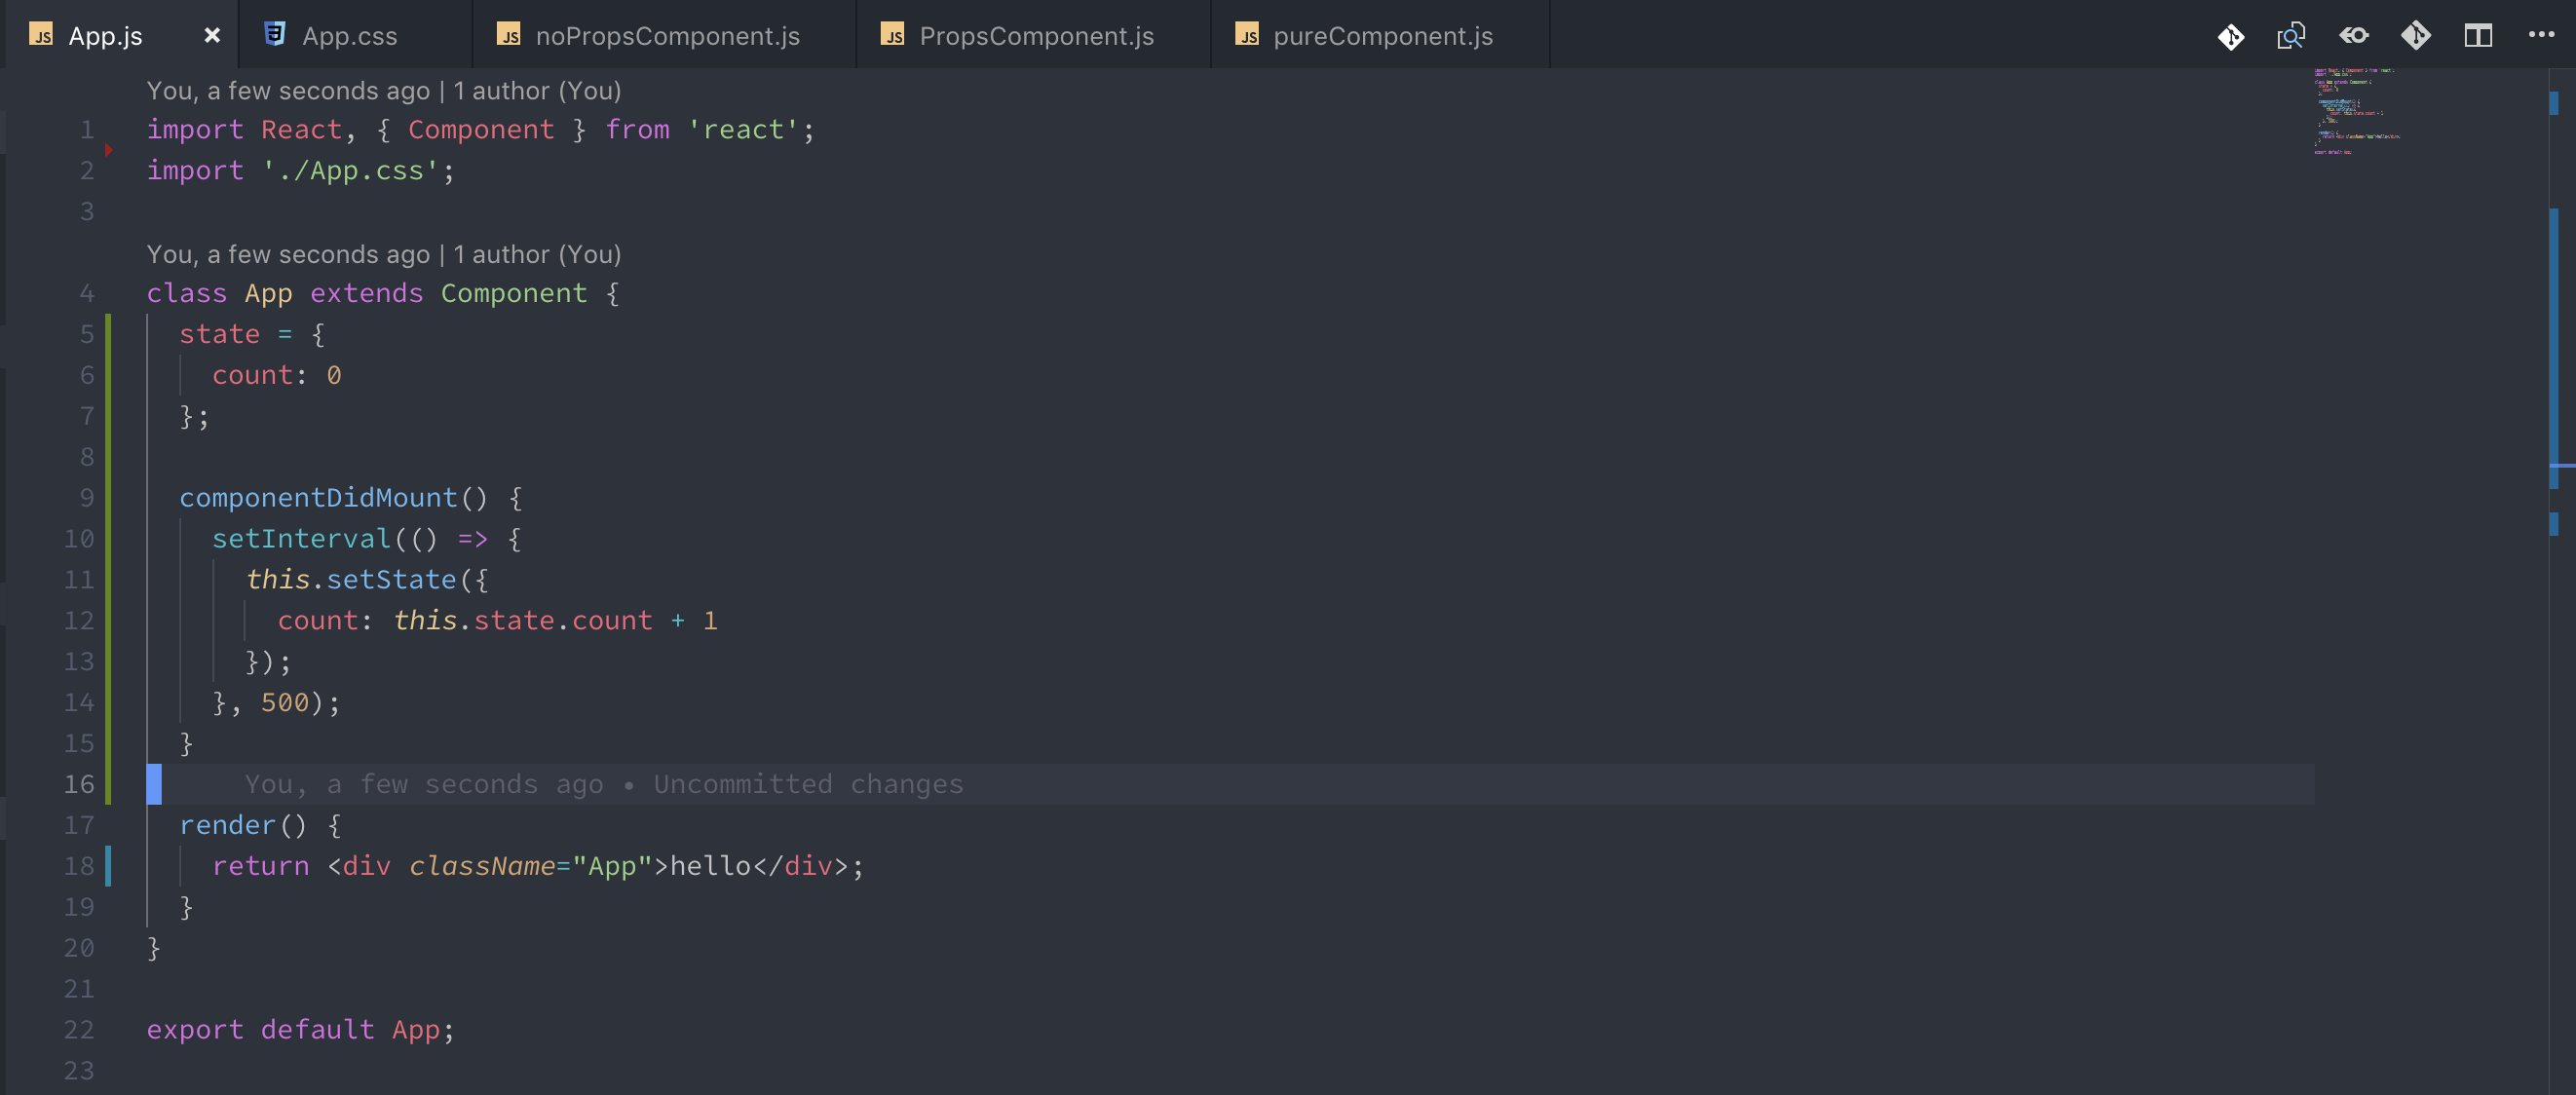 JS App.js × App.css JS noPropsComponent.js JS PropsComponent.js JS pureComponent.js
You, a few seconds ago | 1 author (You)
1 import React, { Component } from 'react';
2 import './App.css';
3
You, a few seconds ago | 1 author (You)
4 class App extends Component {
5 state = {
6 count: 0
7 };
8
9 componentDidMount() {
10 setInterval(() => {
11 this.setState({
12 count: this.state.count + 1
13 });
14 }, 500);
15 }
16 You, a few seconds ago • Uncommitted changes
17 render() {
18 return <div className="App">hello</div>;
19 }
20 }
21
22 export default App;
23